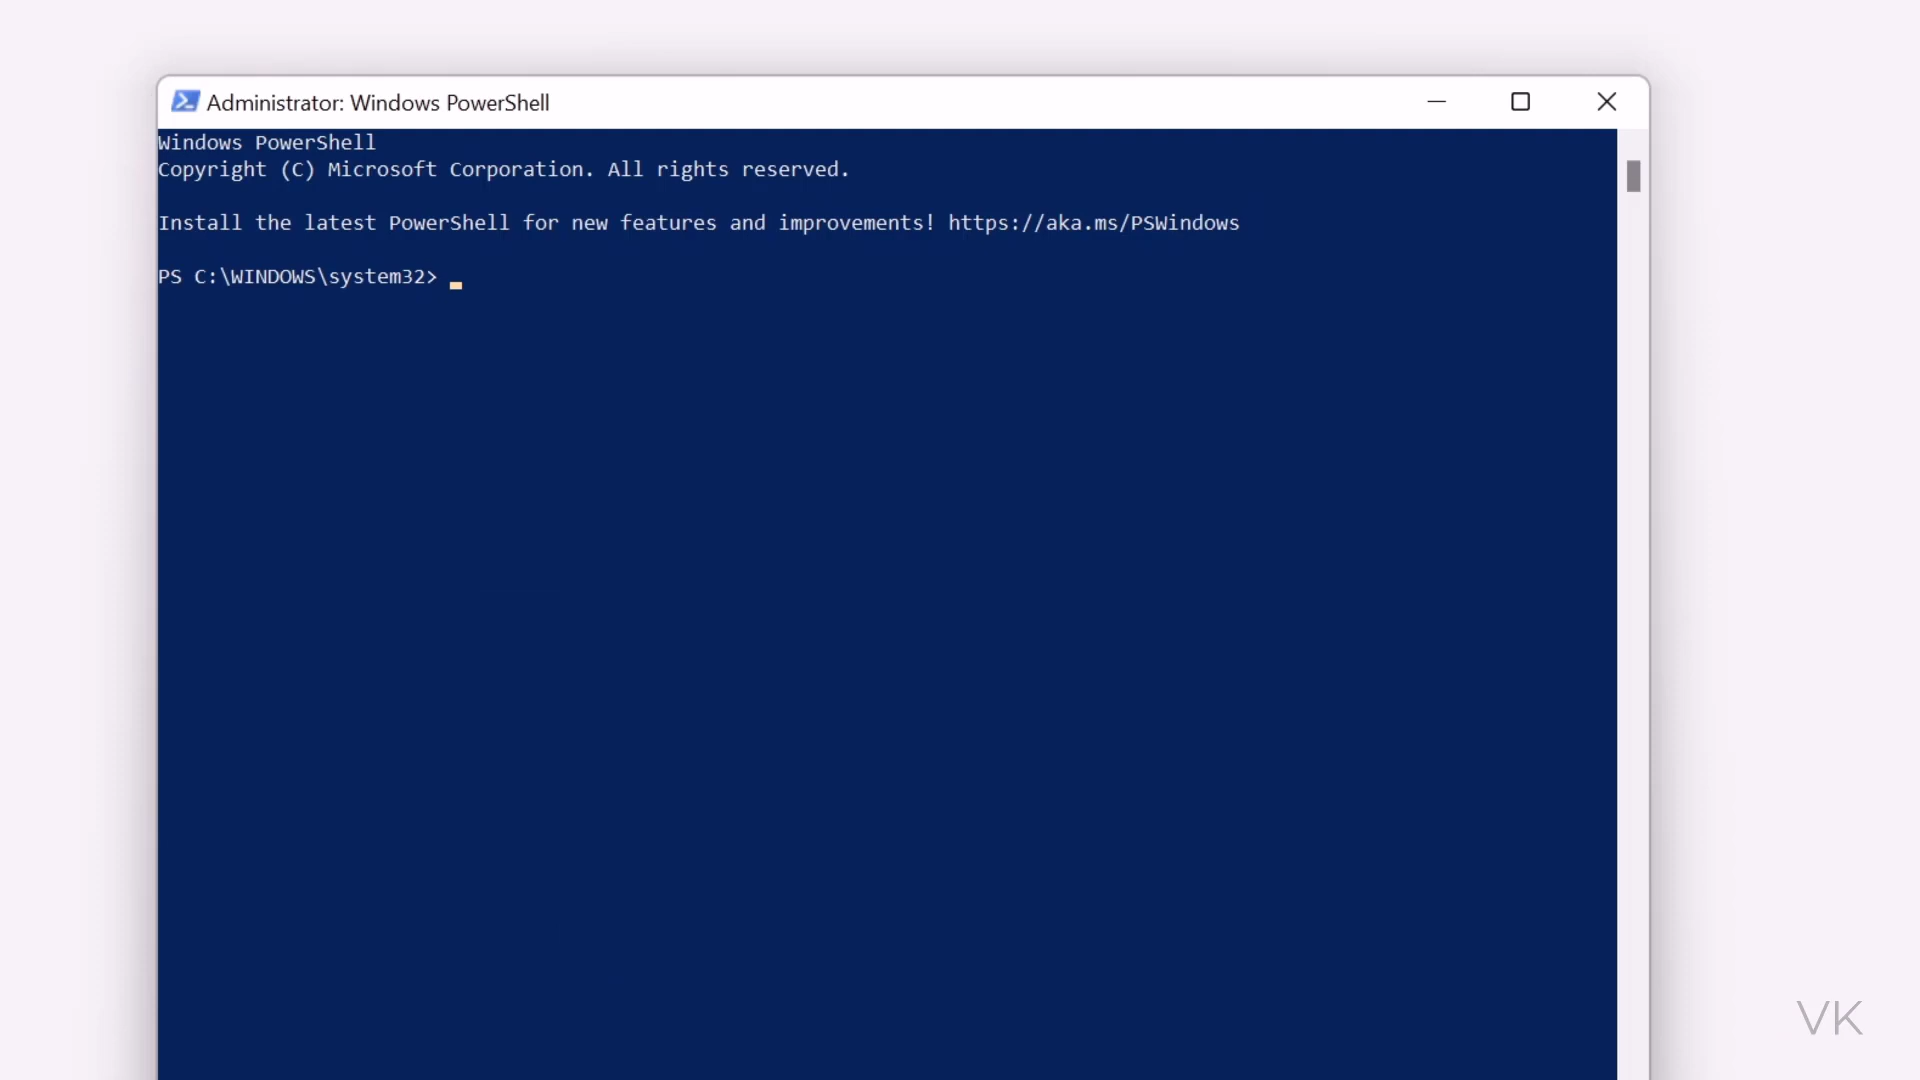 Administrator: Windows PowerShell
Windows PowerShell
Copyright (C) Microsoft Corporation. All rights reserved.
Install the latest PowerShell for new features and improvements! https://aka.ms/PSWindows
PS C:\WINDOWS\system32>
VK